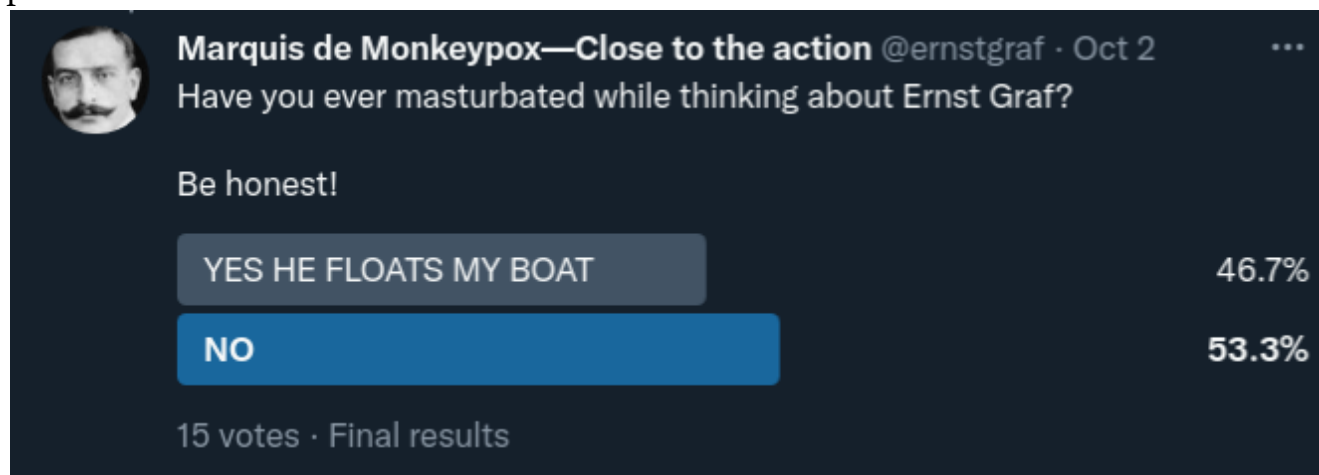 Marquis de Monkeypox—Close to the action @ernstgraf · Oct 2
Have you ever masturbated while thinking about Ernst Graf?
Be honest!
YES HE FLOATS MY BOAT 46.7%
NO 53.3%
15 votes · Final results